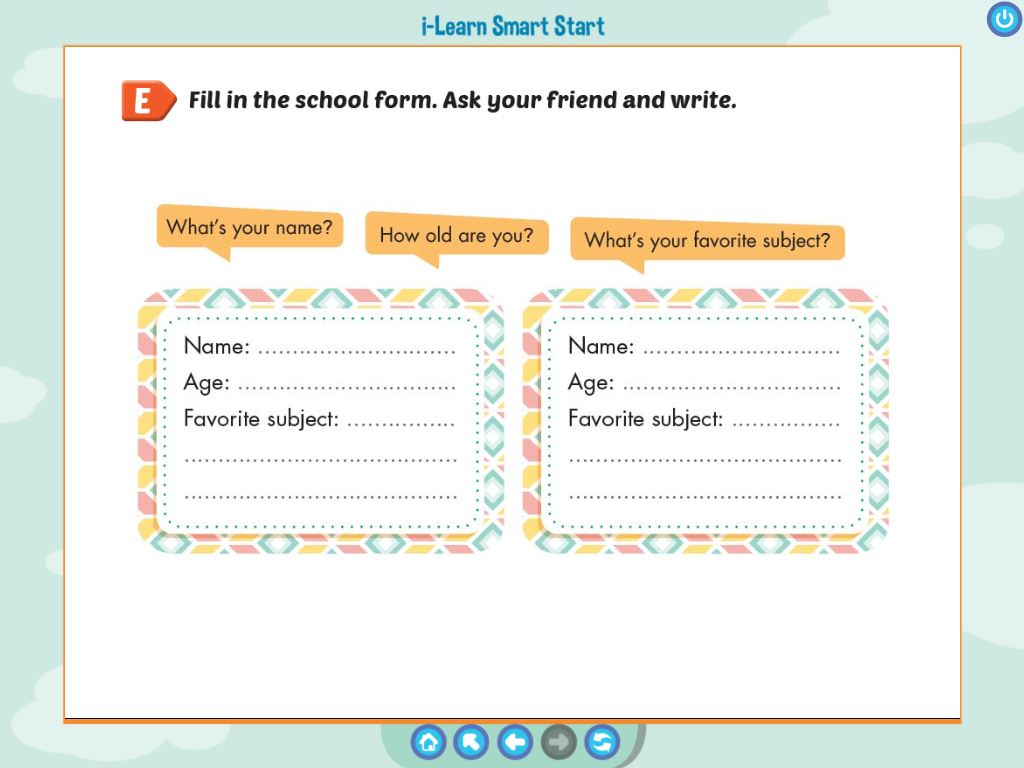 i-Learn Smart Start
E Fill in the school form. Ask your friend and write.
What's your name?
How old are you?
What's your favorite subject?
Name: .............................
Age: ................................
Favorite subject: ................
........................................
........................................
Name: .............................
Age: ................................
Favorite subject: ................
........................................
........................................